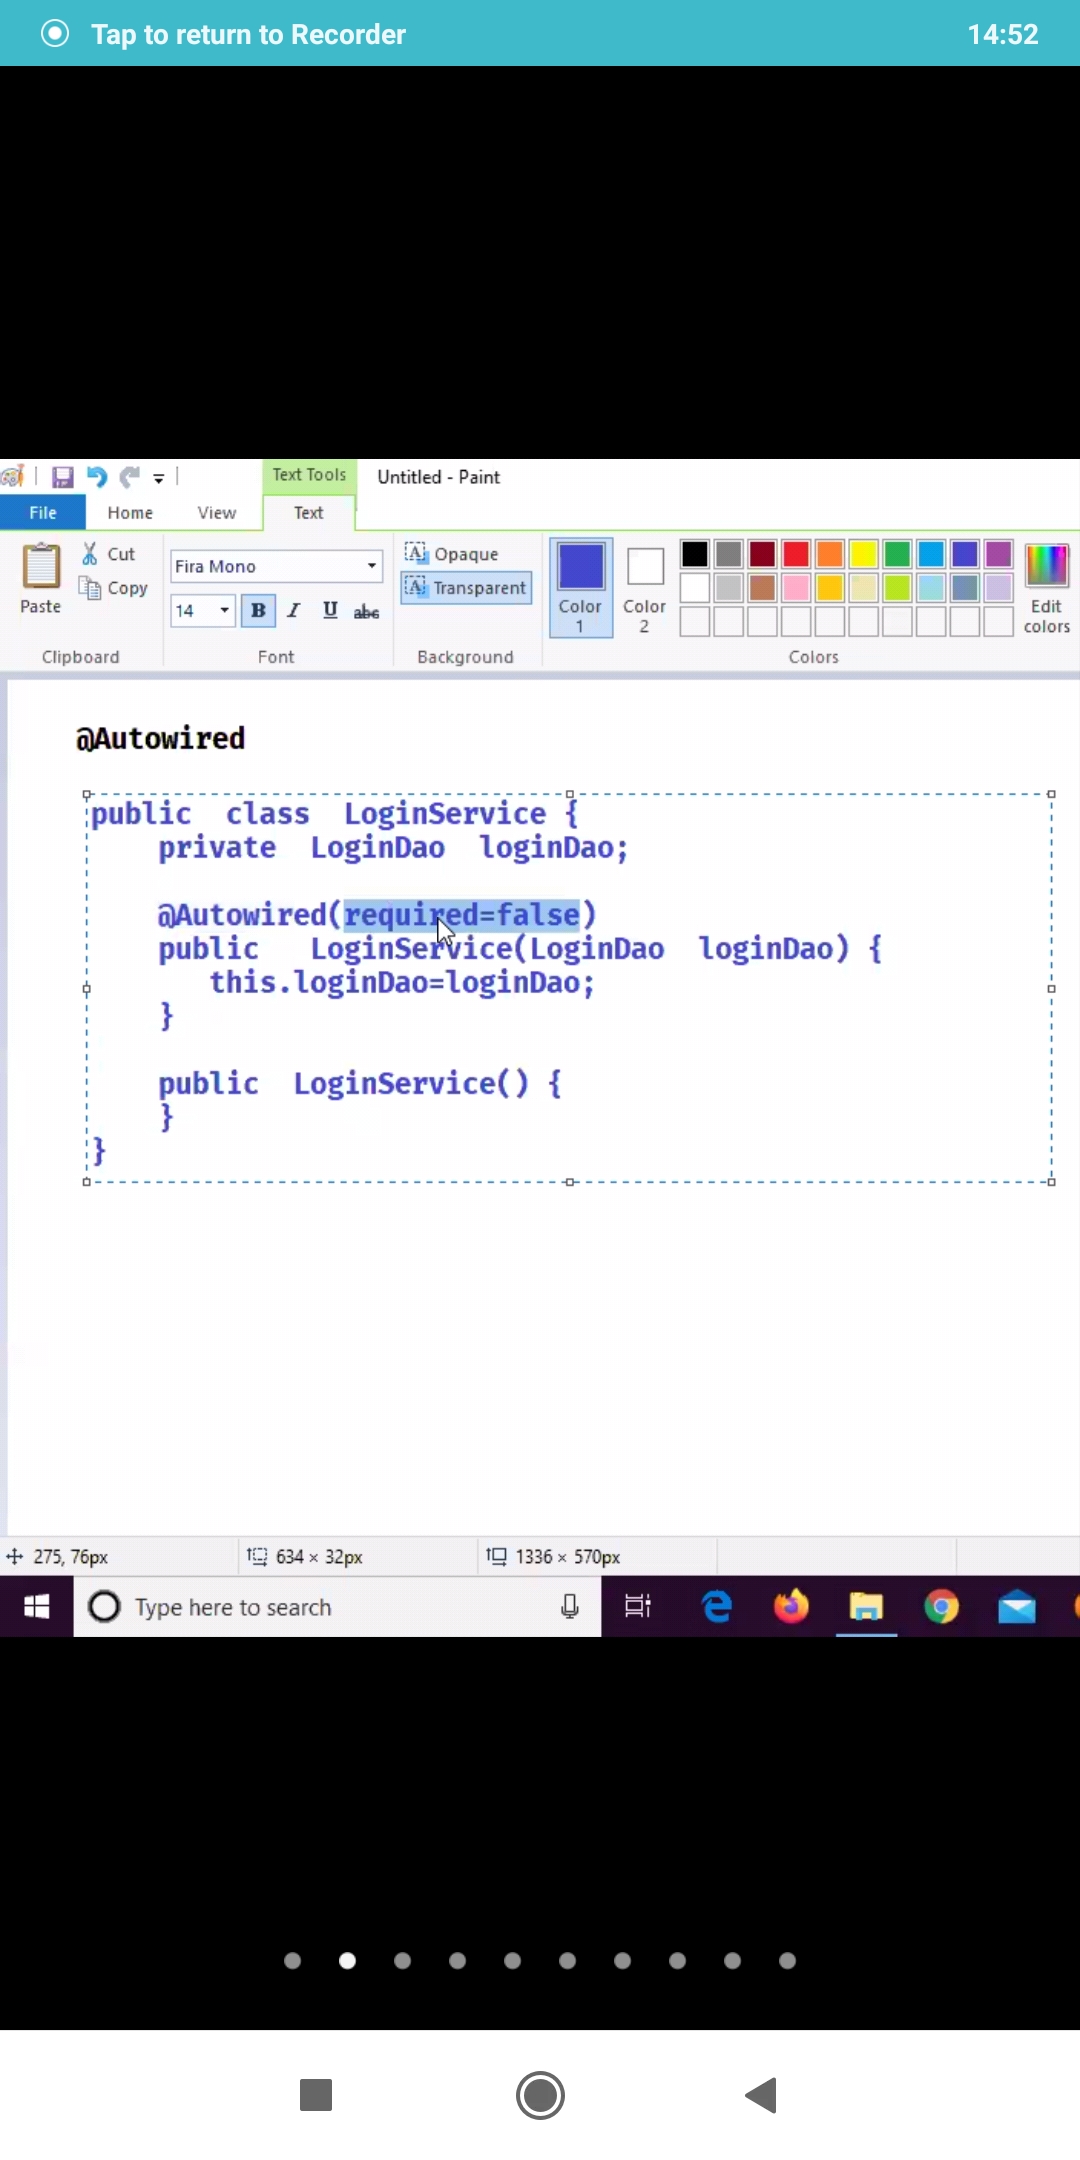 Tap to return to Recorder 14:52
Text Tools Untitled - Paint
File Home View Text
Paste Cut Copy Clipboard
Fira Mono
14 B I U abc
Font
Opaque
Transparent
Background
Color 1 Color 2
Edit colors
Colors
@Autowired
public class LoginService {
private LoginDao loginDao;
@Autowired(required=false)
public LoginService(LoginDao loginDao) {
this.loginDao=loginDao;
}
public LoginService() {
}
}
275, 76px 634 × 32px 1336 × 570px
Type here to search